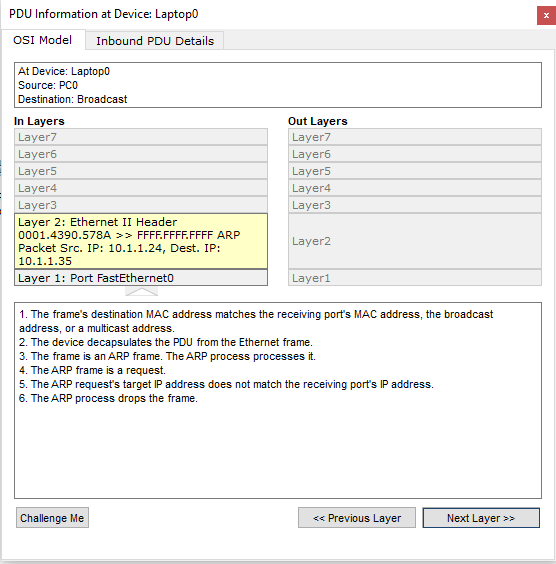 PDU Information at Device: Laptop0
x
OSI Model
Inbound PDU Details
At Device: Laptop0
Source: PC0
Destination: Broadcast
In Layers
Layer7
Layer6
Layer5
Layer4
Layer3
Layer 2: Ethernet II Header
0001.4390.578A >> FFFF.FFFF.FFFF ARP
Packet Src. IP: 10.1.1.24, Dest. IP:
10.1.1.35
Layer 1: Port FastEthernet0
Out Layers
Layer7
Layer6
Layer5
Layer4
Layer3
Layer2
Layer1
1. The frame's destination MAC address matches the receiving port's MAC address, the broadcast
address, or a multicast address.
2. The device decapsulates the PDU from the Ethernet frame.
3. The frame is an ARP frame. The ARP process processes it.
4. The ARP frame is a request.
5. The ARP request's target IP address does not match the receiving port's IP address.
6. The ARP process drops the frame.
Challenge Me
<< Previous Layer
Next Layer >>